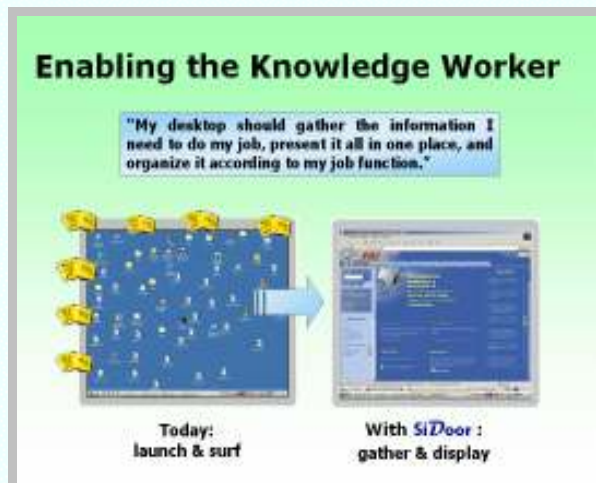 Enabling the Knowledge Worker
"My desktop should gather the information I
need to do my job, present it all in one place, and
organize it according to my job function."
Today:
launch & surf
With SiDoor :
gather & display